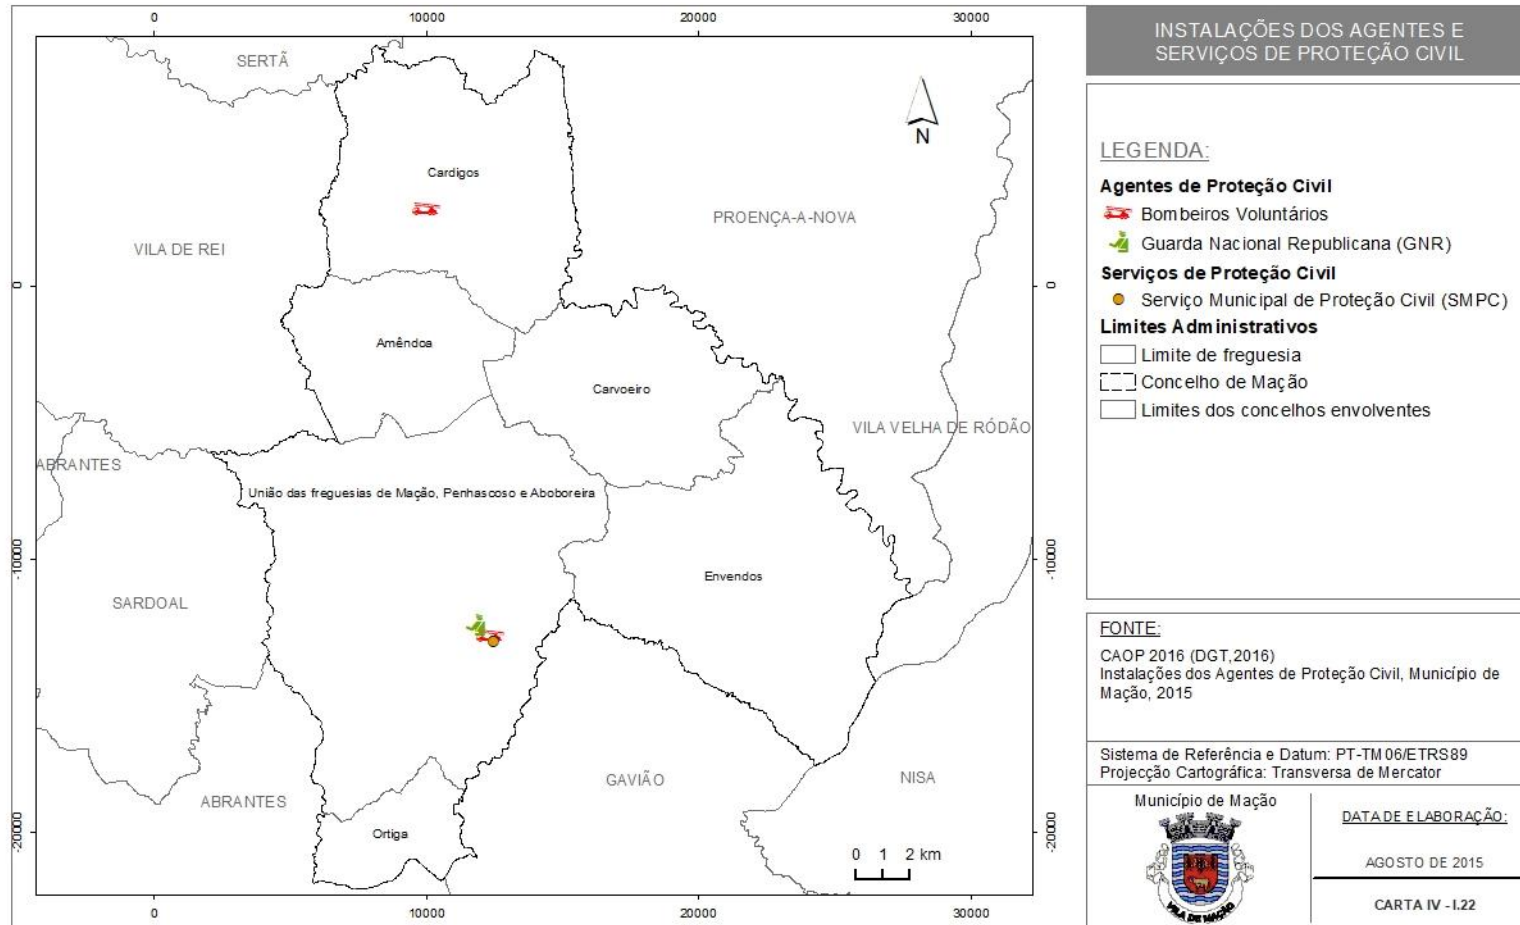 0 10000 20000 30000
SERTÃ
N
Cardigos
PROENÇA-A-NOVA
VILA DE REI
0
0
Amêndoa
Carvoeiro
VILA VELHA DE RÓDÃO
ABRANTES
União das freguesias de Mação, Penhascoso e Aboboreira
-10000
-10000
Envendos
SARDOAL
GAVIÃO
NISA
ABRANTES
Ortiga
-20000
-20000
0 1 2 km
0 10000 20000 30000
INSTALAÇÕES DOS AGENTES E
SERVIÇOS DE PROTEÇÃO CIVIL
LEGENDA:
Agentes de Proteção Civil
Bombeiros Voluntários
Guarda Nacional Republicana (GNR)
Serviços de Proteção Civil
Serviço Municipal de Proteção Civil (SMPC)
Limites Administrativos
Limite de freguesia
Concelho de Mação
Limites dos concelhos envolventes
FONTE:
CAOP 2016 (DGT,2016)
Instalações dos Agentes de Proteção Civil, Município de
Mação, 2015
Sistema de Referência e Datum: PT-TM06/ETRS89
Projecção Cartográfica: Transversa de Mercator
Município de Mação
VILA DE MAÇÃO
DATA DE ELABORAÇÃO:
AGOSTO DE 2015
CARTA IV - I.22